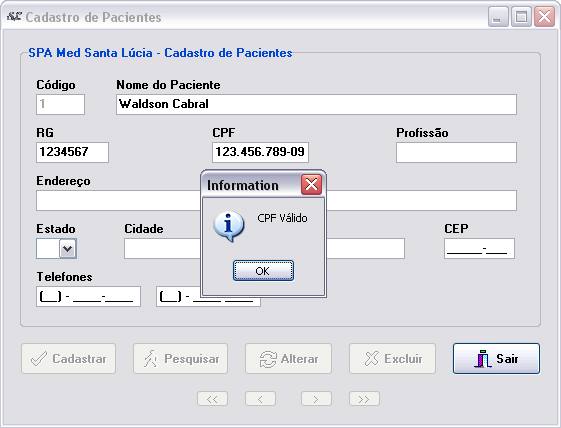 Cadastro de Pacientes
SPA Med Santa Lúcia - Cadastro de Pacientes
Código Nome do Paciente
1 Waldson Cabral
RG CPF Profissão
1234567 123.456.789-09
Endereço
Information
CPF Válido
OK
Estado Cidade CEP
_____-___
Telefones
(__) - ____-____ (__) - ____-____
Cadastrar Pesquisar Alterar Excluir Sair
<< < > >>